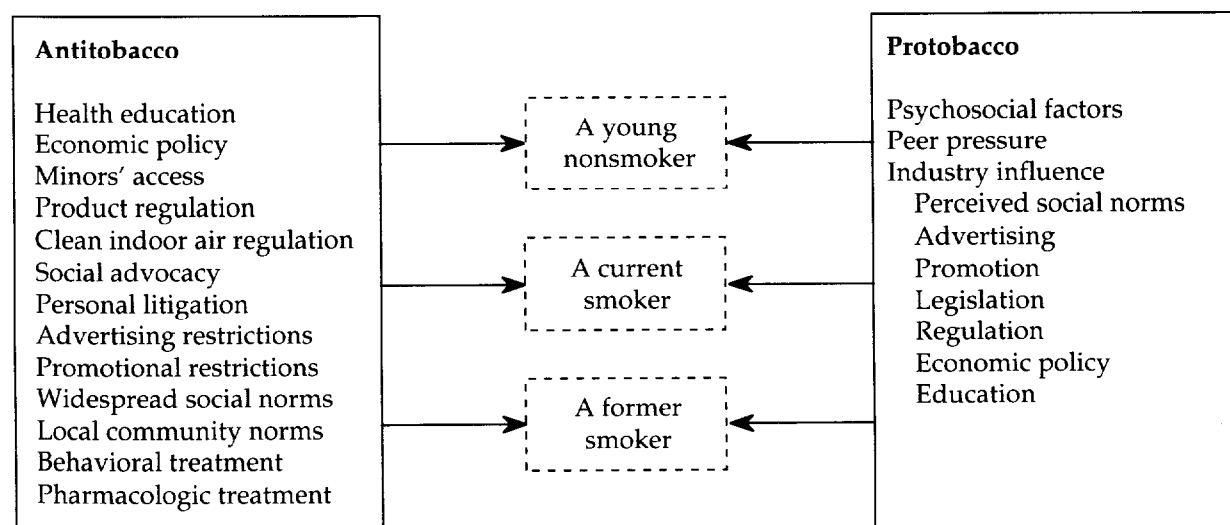 Antitobacco
Health education
Economic policy
Minors' access
Product regulation
Clean indoor air regulation
Social advocacy
Personal litigation
Advertising restrictions
Promotional restrictions
Widespread social norms
Local community norms
Behavioral treatment
Pharmacologic treatment
A young
nonsmoker
A current
smoker
A former
smoker
Protobacco
Psychosocial factors
Peer pressure
Industry influence
Perceived social norms
Advertising
Promotion
Legislation
Regulation
Economic policy
Education